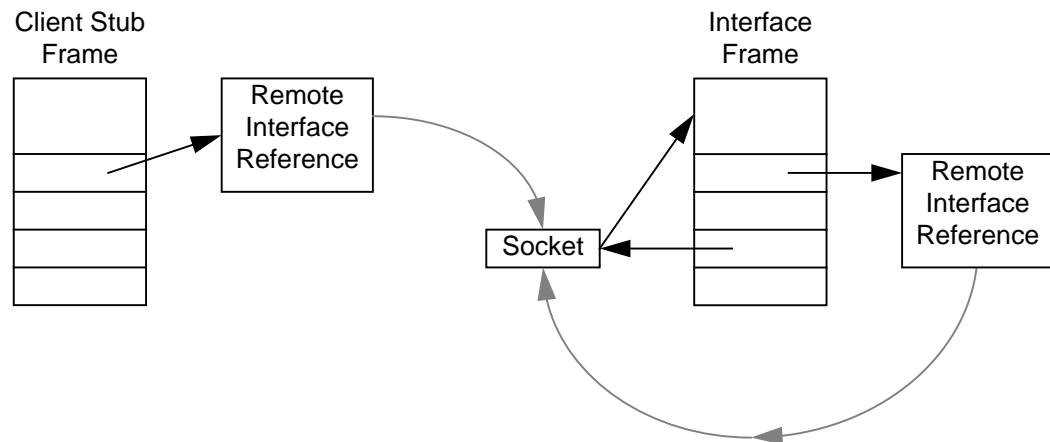 Client Stub
Frame
Remote
Interface
Reference
Socket
Interface
Frame
Remote
Interface
Reference